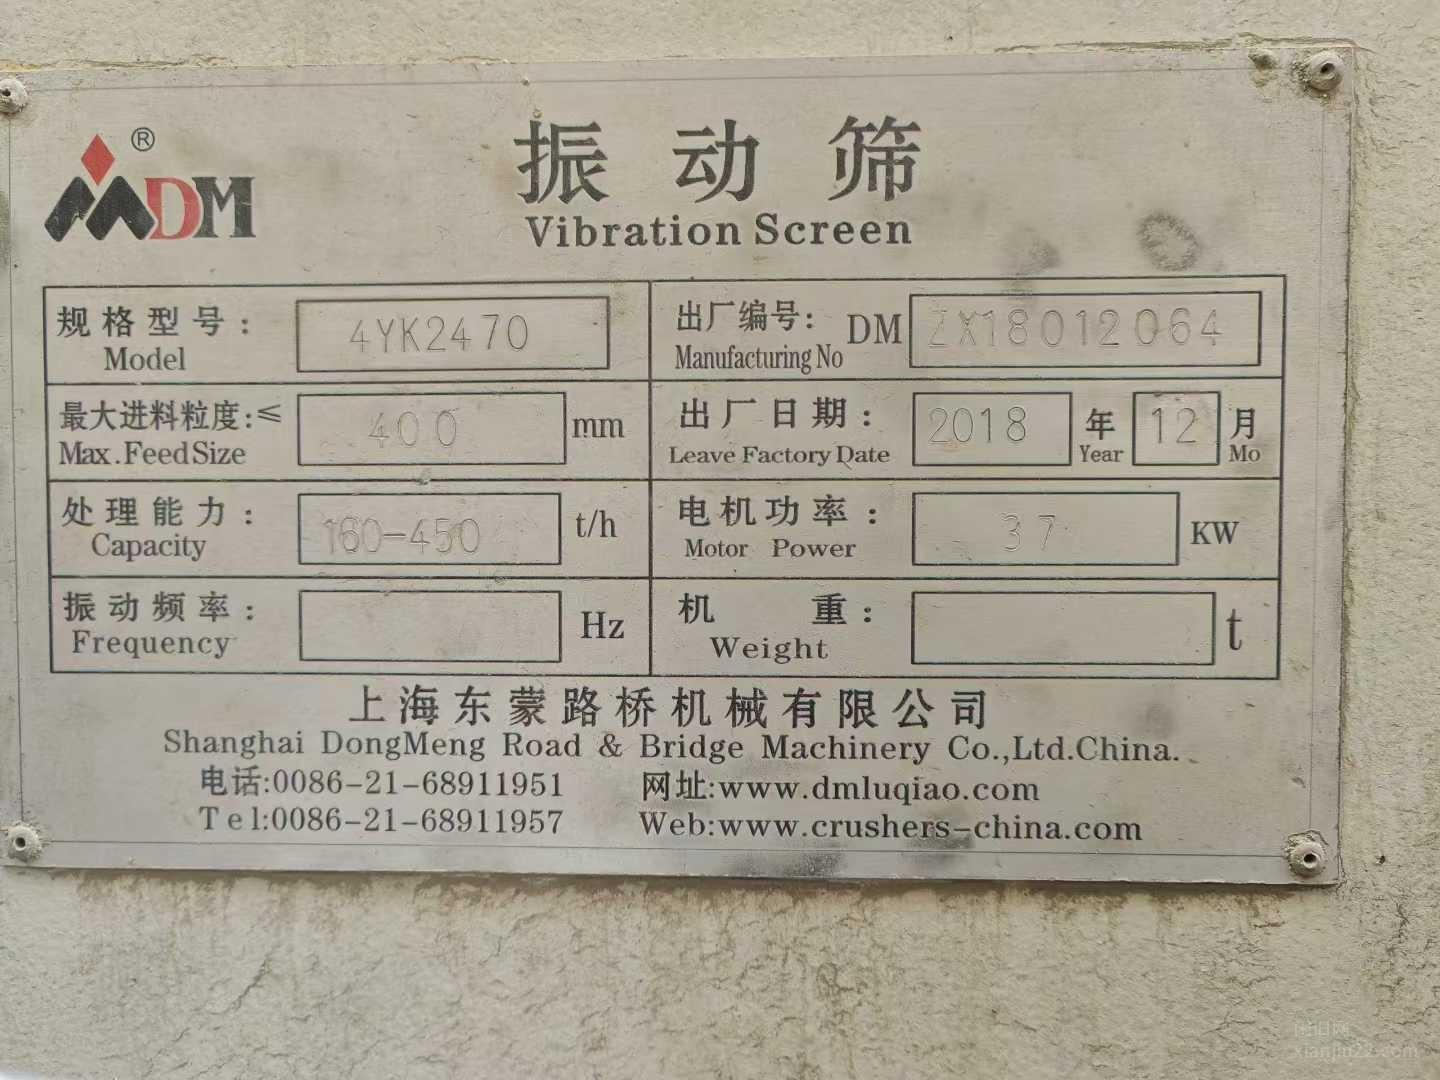 ®
MDM
振动筛
Vibration Screen
规格型号: 4YK2470 出厂编号: DM ZX18012064
Model Manufacturing No
最大进料粒度:≤ 400 mm 出厂日期: 2018 年 12 月
Max.FeedSize Leave Factory Date Year Mo
处理能力: 160-450 t/h 电机功率: 37 KW
Capacity Motor Power
振动频率: Hz 机重: t
Frequency Weight
上海东蒙路桥机械有限公司
Shanghai DongMeng Road & Bridge Machinery Co.,Ltd.China.
电话:0086-21-68911951 网址:www.dmluqiao.com
Tel:0086-21-68911957 Web:www.crushers-china.com
xianjiu22.com